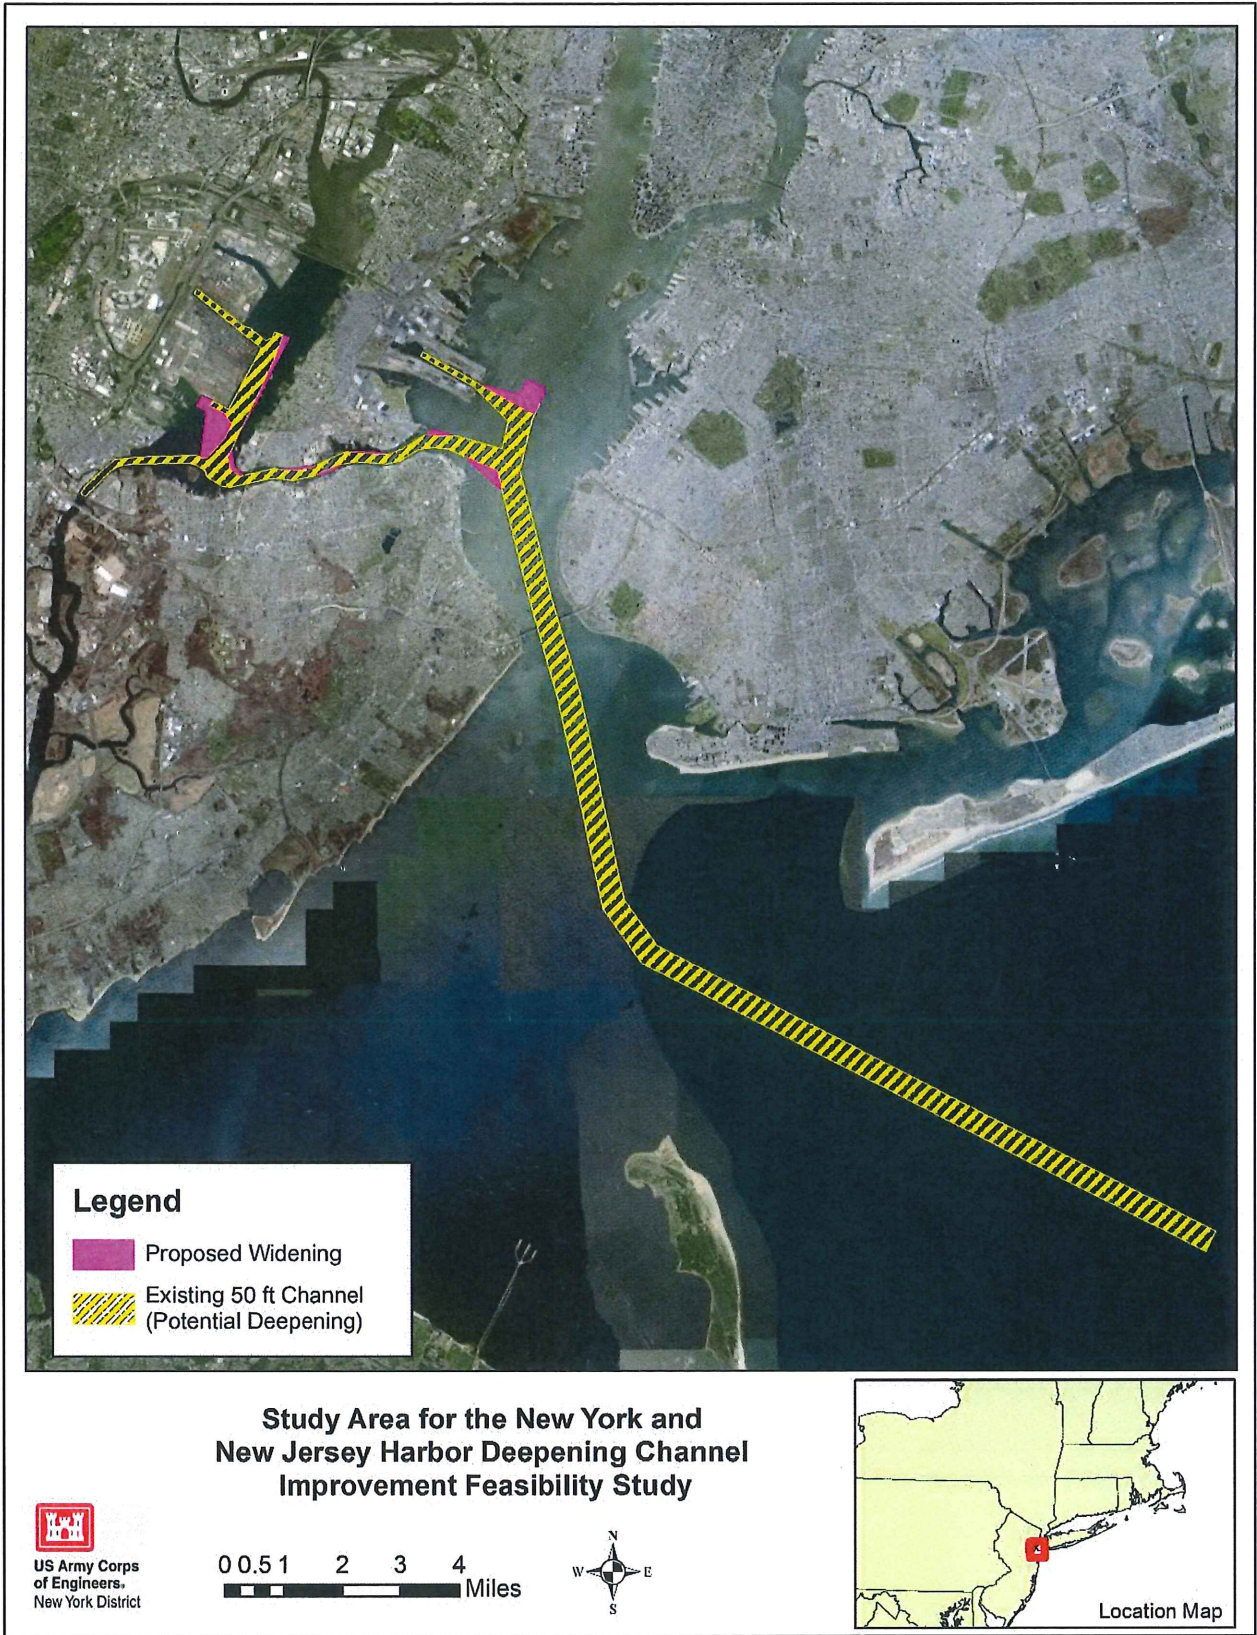 Legend
Proposed Widening
Existing 50 ft Channel
(Potential Deepening)
Study Area for the New York and
New Jersey Harbor Deepening Channel
Improvement Feasibility Study
US Army Corps
of Engineers®
New York District
0 0.5 1 2 3 4
Miles
N
W E
S
Location Map